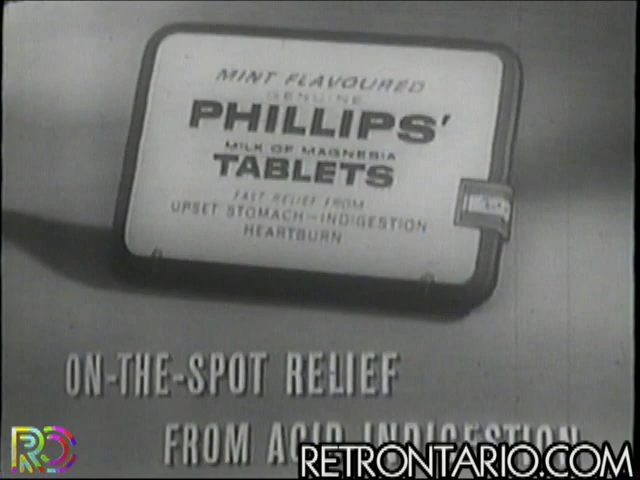 MINT FLAVOURED
GENUINE
PHILLIPS'
MILK OF MAGNESIA
TABLETS
FAST RELIEF FROM
UPSET STOMACH—INDIGESTION
HEARTBURN
ON-THE-SPOT RELIEF
FROM ACID INDIGESTION
RO
RETRONTARIO.COM